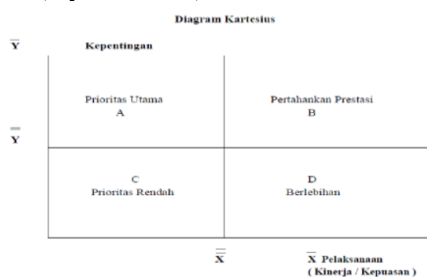 Diagram Kartesius
Y Kepentingan
Prioritas Utama Pertahankan Prestasi
A B
Y
C D
Prioritas Rendah Berlebihan
X X Pelaksanaan
( Kinerja / Kepuasan )